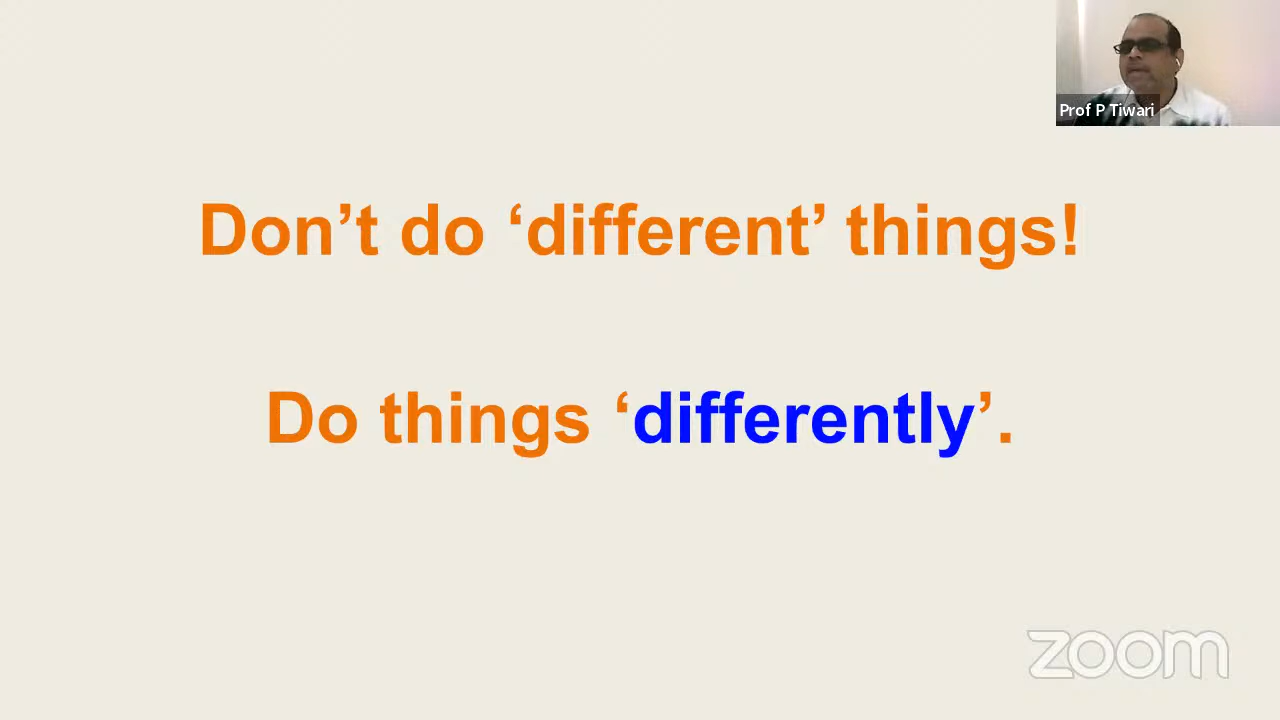 Prof P Tiwari
Don’t do ‘different’ things!
Do things ‘differently’.
zoom